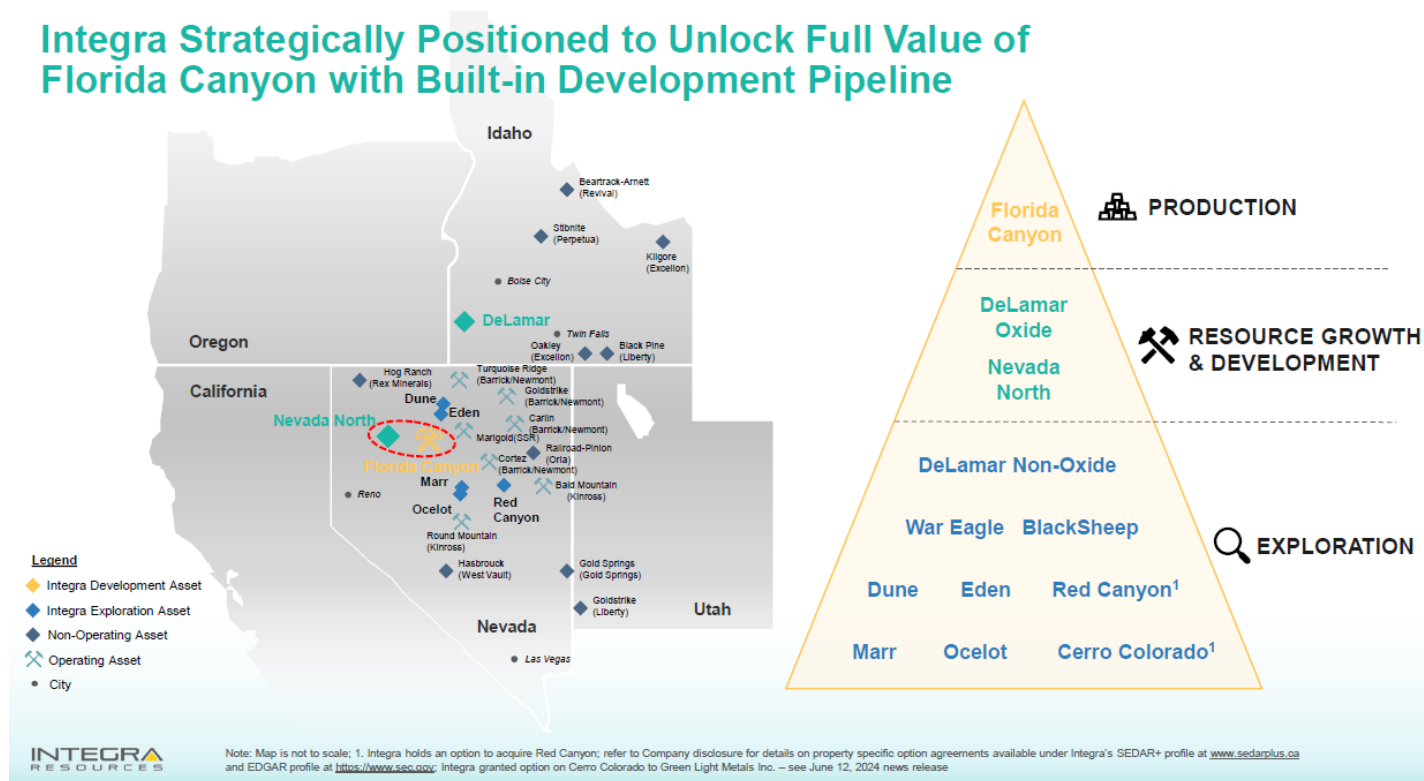 Integra Strategically Positioned to Unlock Full Value of
Florida Canyon with Built-in Development Pipeline
Idaho
Beartrack-Arnett
(Revival)
Stibnite
(Perpetua)
Kilgore
(Excellon)
Boise City
DeLamar
Twin Falls
Oakley
(Excellon)
Black Pine
(Liberty)
Oregon
California
Hog Ranch
(Rex Minerals)
Turquoise Ridge
(Barrick/Newmont)
Goldstrike
(Barrick/Newmont)
Dune
Eden
Carlin
(Barrick/Newmont)
Nevada North
Marigold(SSR)
Railroad-Pinion
(Orla)
Florida Canyon
Cortez
(Barrick/Newmont)
Marr
Bald Mountain
(Kinross)
Reno
Ocelot
Red
Canyon
Round Mountain
(Kinross)
Hasbrouck
(West Vault)
Gold Springs
(Gold Springs)
Goldstrike
(Liberty)
Utah
Nevada
Las Vegas
Legend
Integra Development Asset
Integra Exploration Asset
Non-Operating Asset
Operating Asset
City
Florida
Canyon
PRODUCTION
DeLamar
Oxide
Nevada
North
RESOURCE GROWTH
& DEVELOPMENT
DeLamar Non-Oxide
War Eagle BlackSheep
EXPLORATION
Dune Eden Red Canyon¹
Marr Ocelot Cerro Colorado¹
INTEGRA
RESOURCES
Note: Map is not to scale; 1. Integra holds an option to acquire Red Canyon; refer to Company disclosure for details on property specific option agreements available under Integra's SEDAR+ profile at www.sedarplus.ca
and EDGAR profile at https://www.sec.gov; Integra granted option on Cerro Colorado to Green Light Metals Inc. – see June 12, 2024 news release